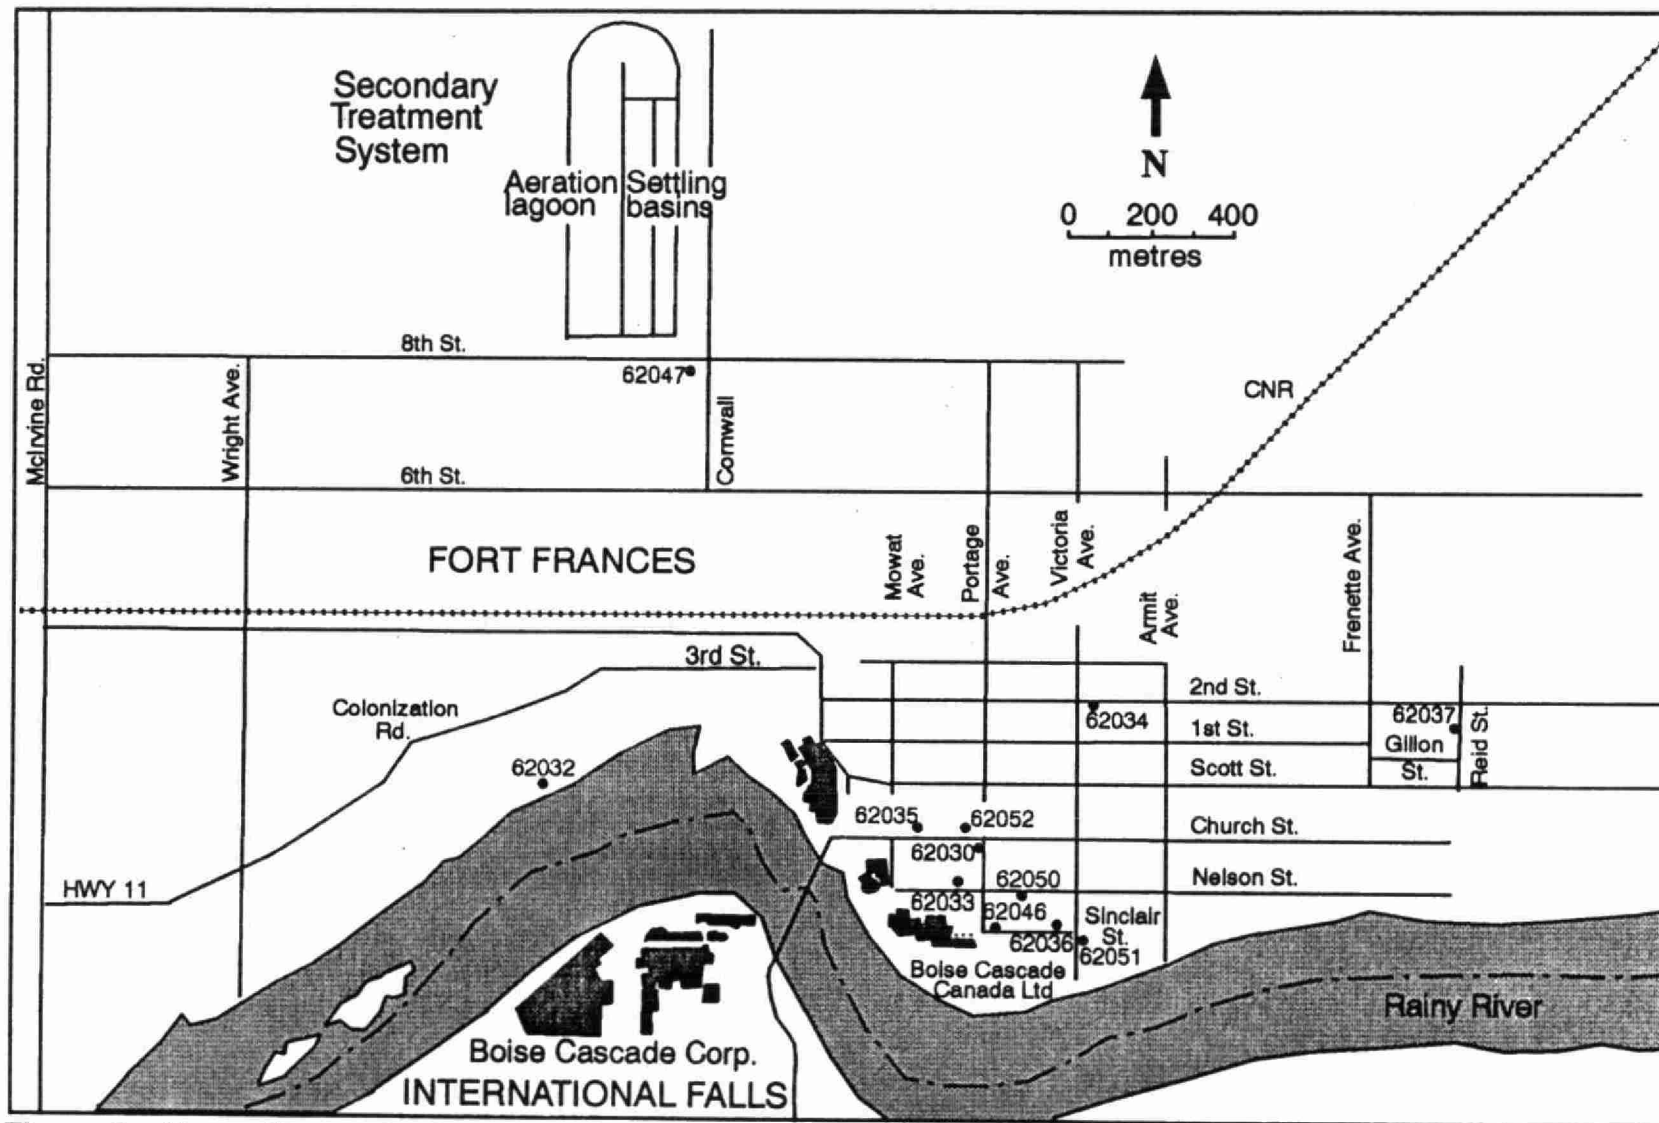 Secondary
Treatment
System
Aeration
lagoon
Settling
basins
N
0 200 400
metres
8th St.
62047
McIrvine Rd.
Wright Ave.
Cornwall
CNR
6th St.
FORT FRANCES
Mowat
Ave.
Portage
Ave.
Victoria
Ave.
Armit
Ave.
Frenette Ave.
3rd St.
2nd St.
Colonization
Rd.
62034
1st St.
62037
Gillon
St.
Reid St.
Scott St.
62032
62035
62052
Church St.
62030
HWY 11
62033
62050
Nelson St.
62046
62036
Sinclair
St.
62051
Boise Cascade
Canada Ltd
Rainy River
Boise Cascade Corp.
INTERNATIONAL FALLS